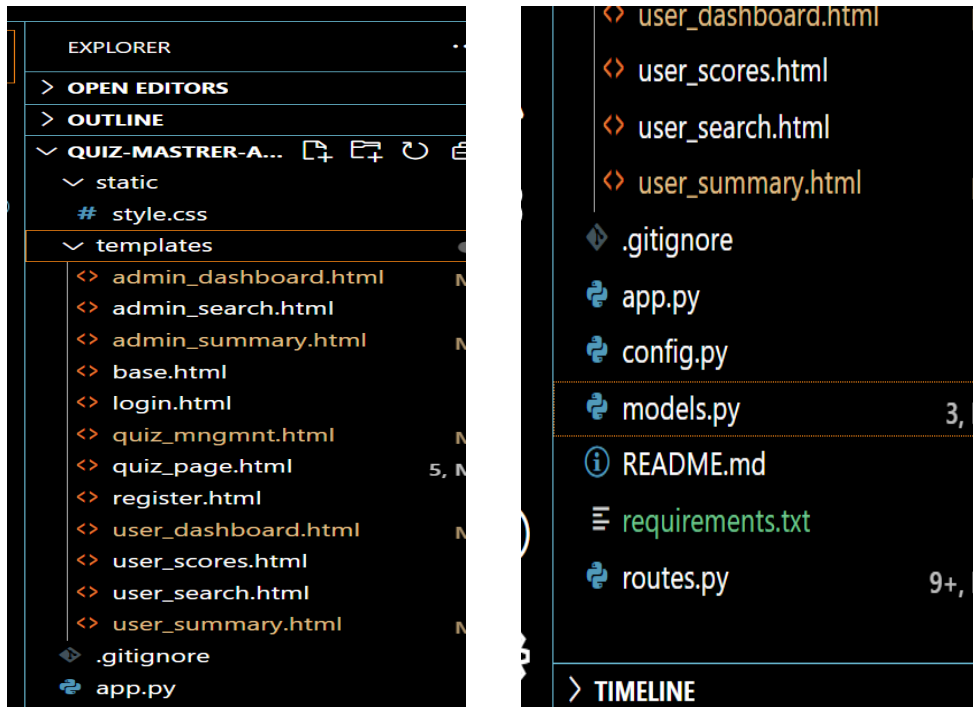 EXPLORER
OPEN EDITORS
OUTLINE
QUIZ-MASTRER-A...
static
# style.css
templates
<> admin_dashboard.html
<> admin_search.html
<> admin_summary.html
<> base.html
<> login.html
<> quiz_mngmnt.html
<> quiz_page.html 5,
<> register.html
<> user_dashboard.html
<> user_scores.html
<> user_search.html
<> user_summary.html
.gitignore
app.py
<> user_dashboard.html
<> user_scores.html
<> user_search.html
<> user_summary.html
.gitignore
app.py
config.py
models.py 3,
README.md
requirements.txt
routes.py 9+,
TIMELINE